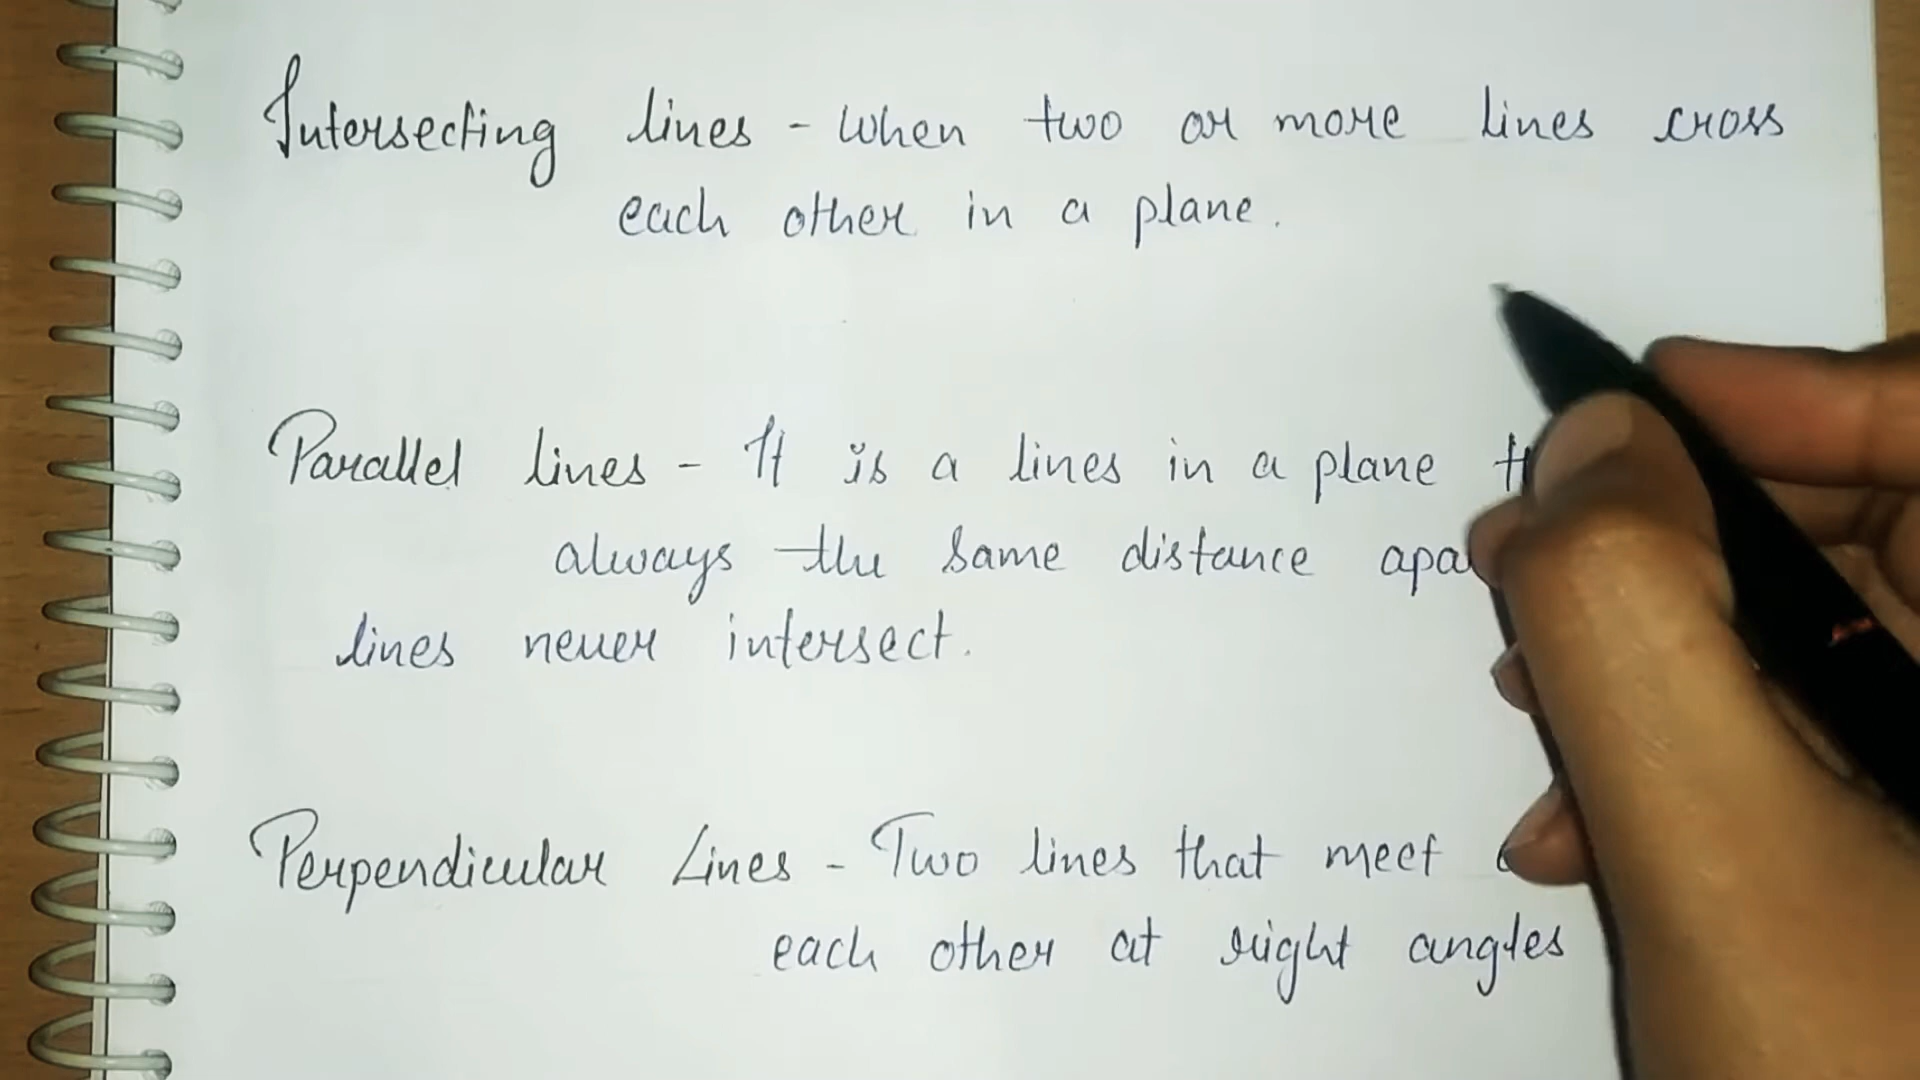 Intersecting lines - when two or more lines cross
each other in a plane.
Parallel lines - It is a lines in a plane
always the same distance
lines never intersect.
Perpendicular Lines - Two lines that meet
each other at right angles